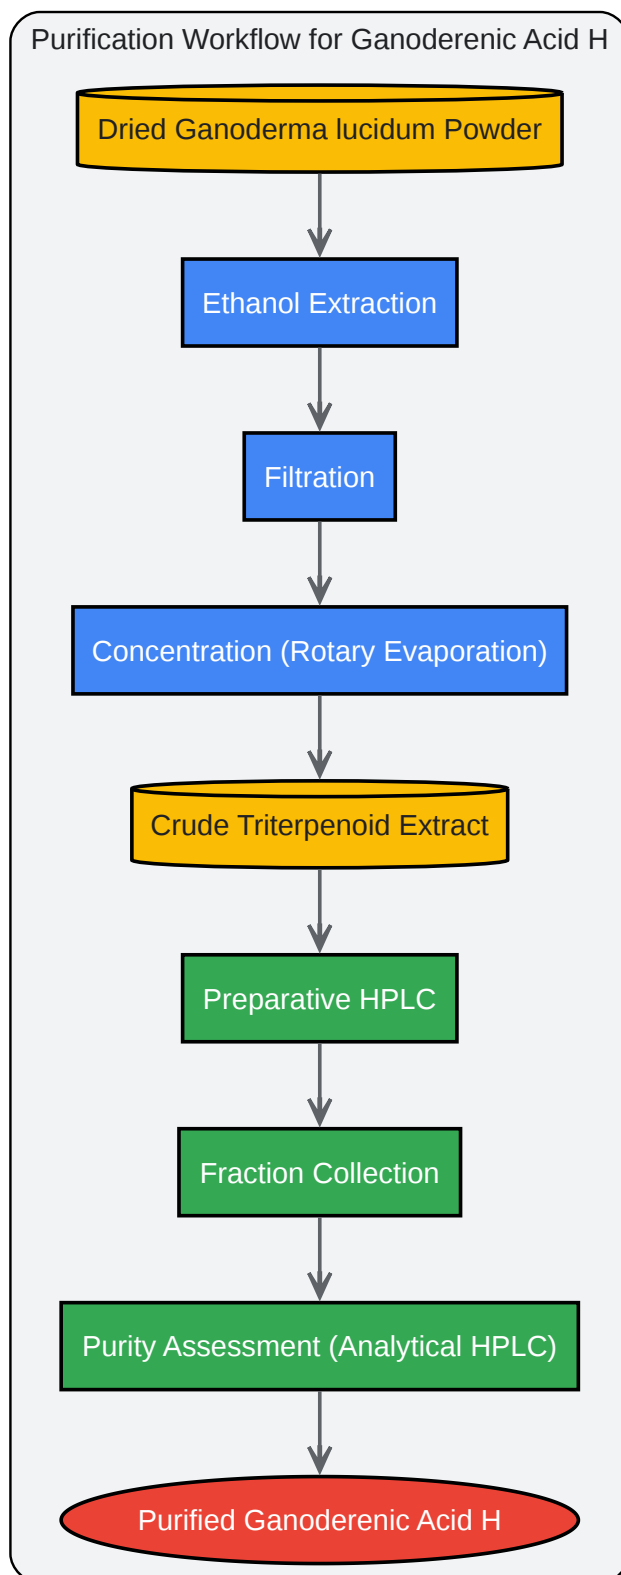 Purification Workflow for Ganoderenic Acid H
Dried Ganoderma lucidum Powder
Ethanol Extraction
Filtration
Concentration (Rotary Evaporation)
Crude Triterpenoid Extract
Preparative HPLC
Fraction Collection
Purity Assessment (Analytical HPLC)
Purified Ganoderenic Acid H